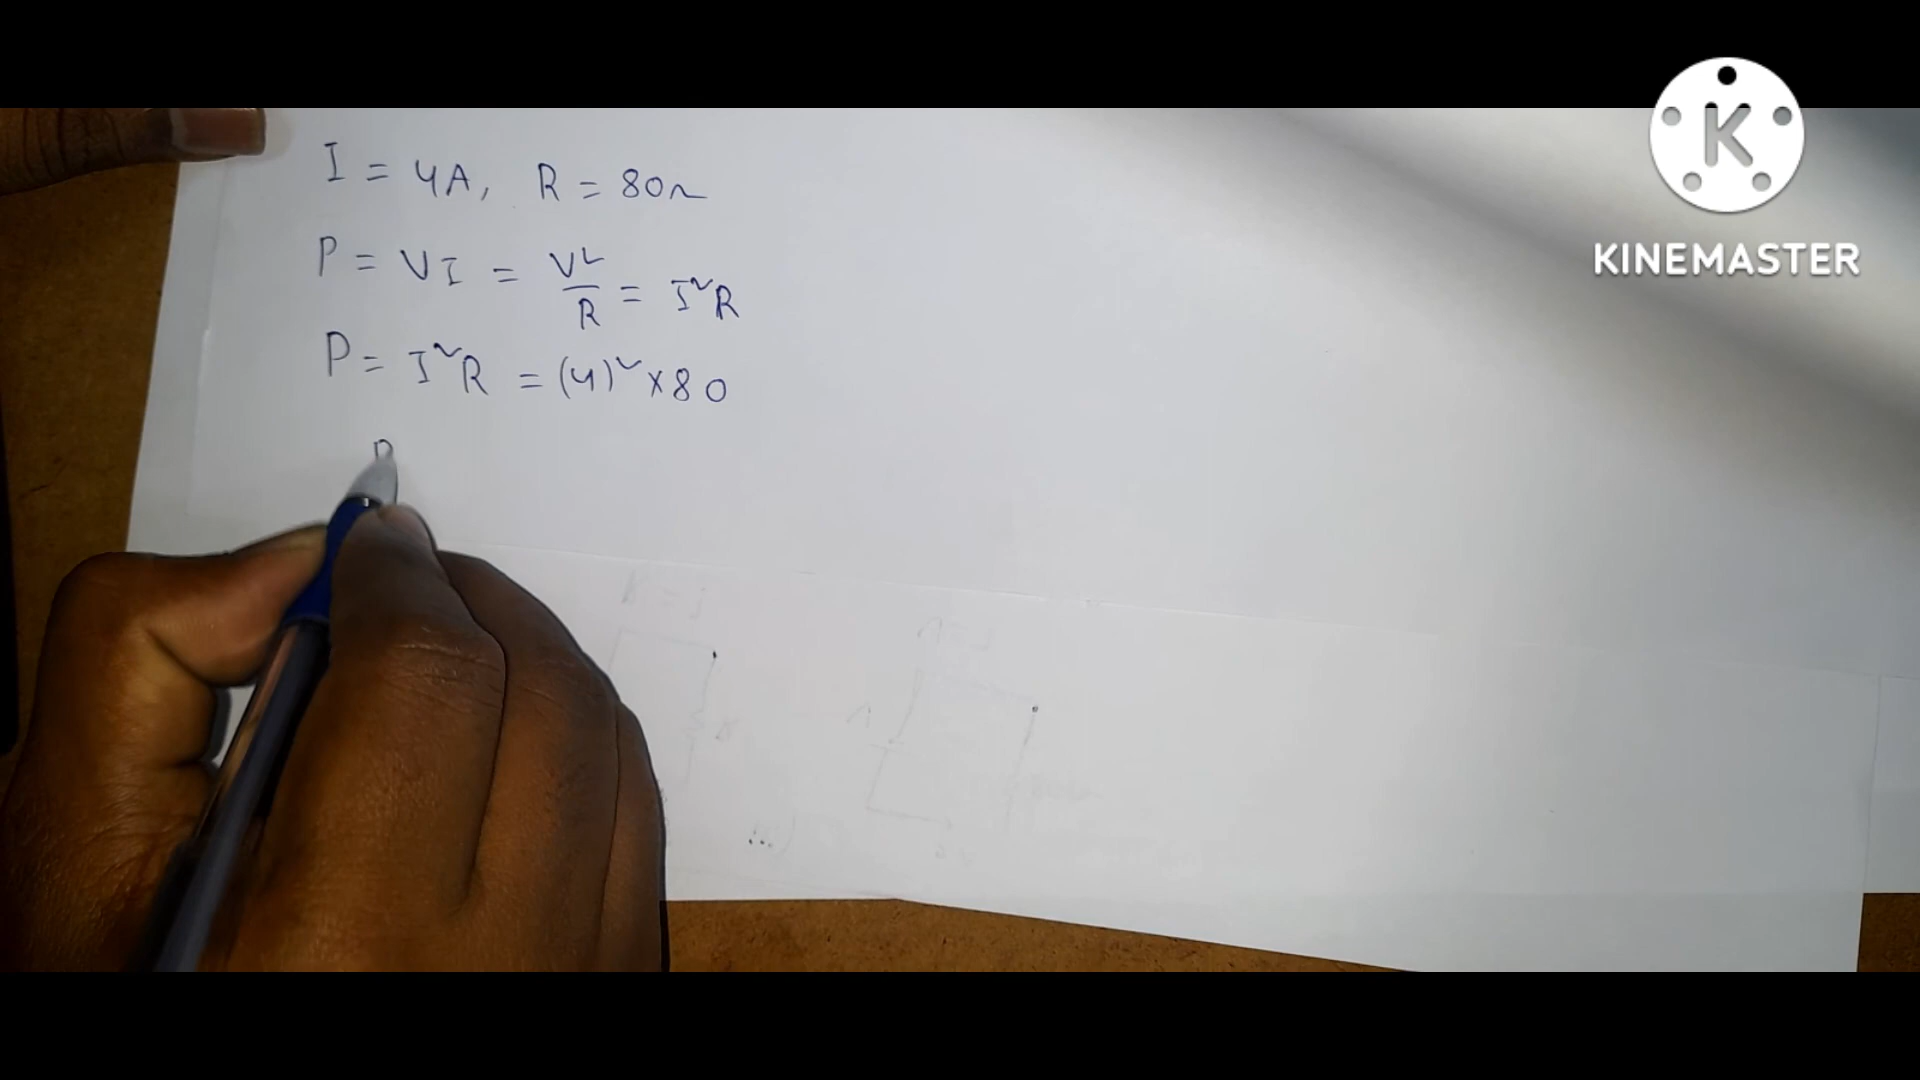 I = 4A, R = 80Ω
P = VI = V²/R = I²R
P = I²R = (4)² × 80
P
K
KINEMASTER